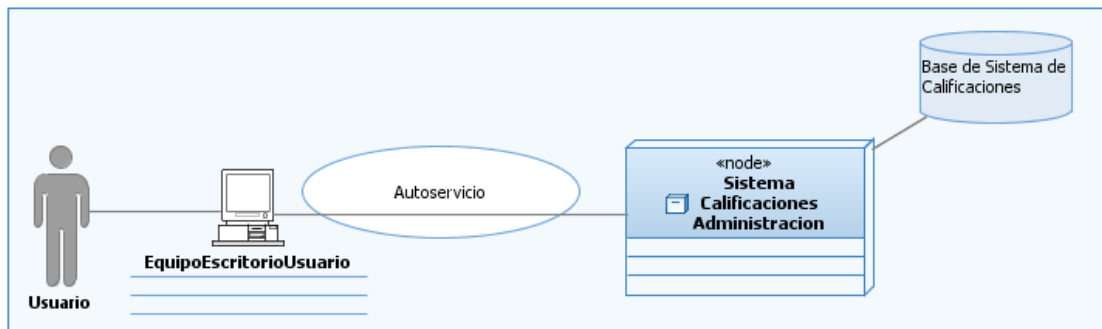 Base de Sistema de
Calificaciones
«node»
Sistema
Calificaciones
Administracion
Autoservicio
EquipoEscritorioUsuario
Usuario